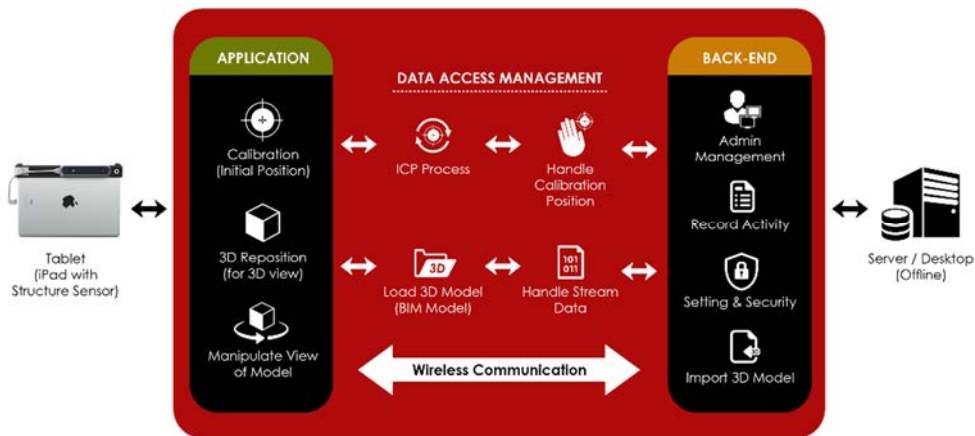 APPLICATION
Calibration
(Initial Position)
3D Reposition
(for 3D view)
Manipulate View
of Model
DATA ACCESS MANAGEMENT
ICP Process
Handle
Calibration
Position
3D
Load 3D Model
(BIM Model)
101
011
Handle Stream
Data
Wireless Communication
BACK-END
Admin
Management
Record Activity
Setting & Security
Import 3D Model
Tablet
(iPad with
Structure Sensor)
Server / Desktop
(Offline)